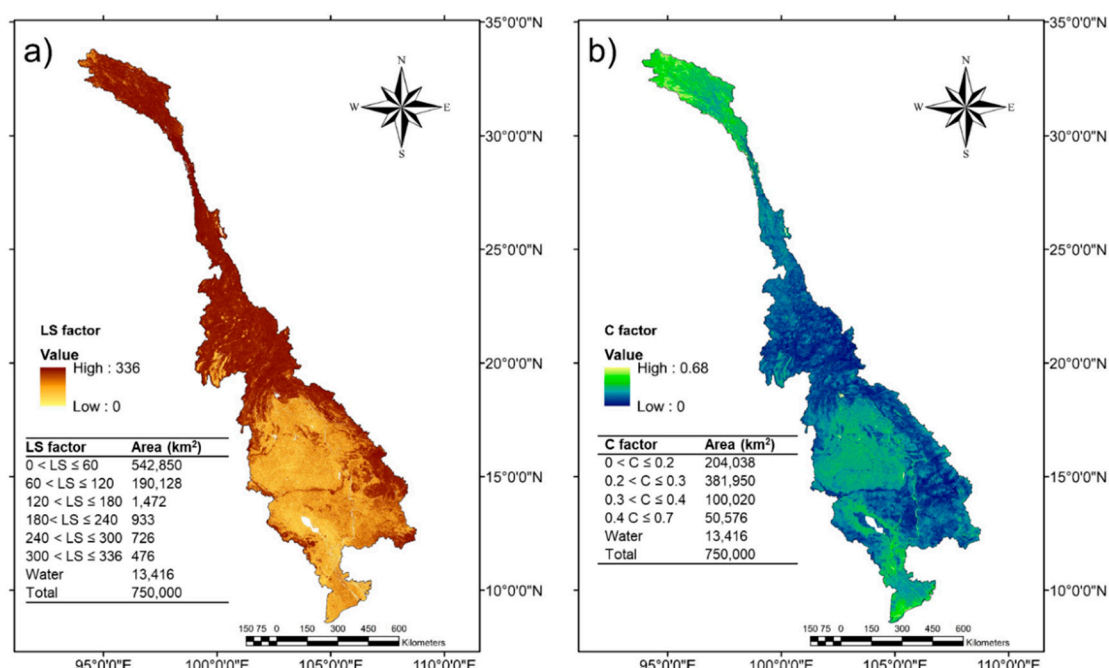 a)
N
W E
S
LS factor
Value
High : 336
Low : 0
LS factor Area (km²)
0 < LS ≤ 60 542,850
60 < LS ≤ 120 190,128
120 < LS ≤ 180 1,472
180< LS ≤ 240 933
240 < LS ≤ 300 726
300 < LS ≤ 336 476
Water 13,416
Total 750,000
150 75 0 150 300 450 600
Kilometers
95°0'0"E 100°0'0"E 105°0'0"E 110°0'0"E
35°0'0"N
30°0'0"N
25°0'0"N
20°0'0"N
15°0'0"N
10°0'0"N
b)
N
W E
S
C factor
Value
High : 0.68
Low : 0
C factor Area (km²)
0 < C ≤ 0.2 204,038
0.2 < C ≤ 0.3 381,950
0.3 < C ≤ 0.4 100,020
0.4 C ≤ 0.7 50,576
Water 13,416
Total 750,000
150 75 0 150 300 450 600
Kilometers
95°0'0"E 100°0'0"E 105°0'0"E 110°0'0"E
35°0'0"N
30°0'0"N
25°0'0"N
20°0'0"N
15°0'0"N
10°0'0"N